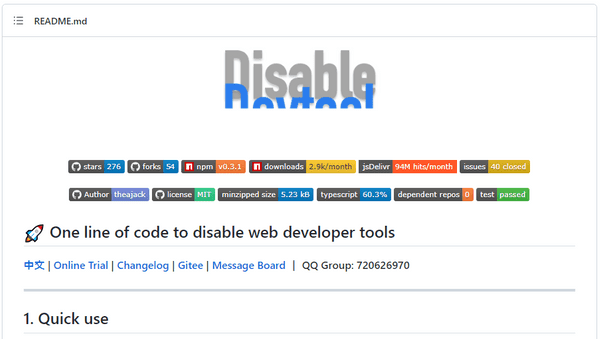 README.md
Disable
Devtool
stars 276 forks 54 npm v0.3.1 downloads 2.9k/month jsDelivr 94M hits/month issues 40 closed
Author theajack license MIT minzipped size 5.23 kB typescript 60.3% dependent repos 0 test passed
🚀 One line of code to disable web developer tools
中文 | Online Trial | Changelog | Gitee | Message Board | QQ Group: 720626970
1. Quick use